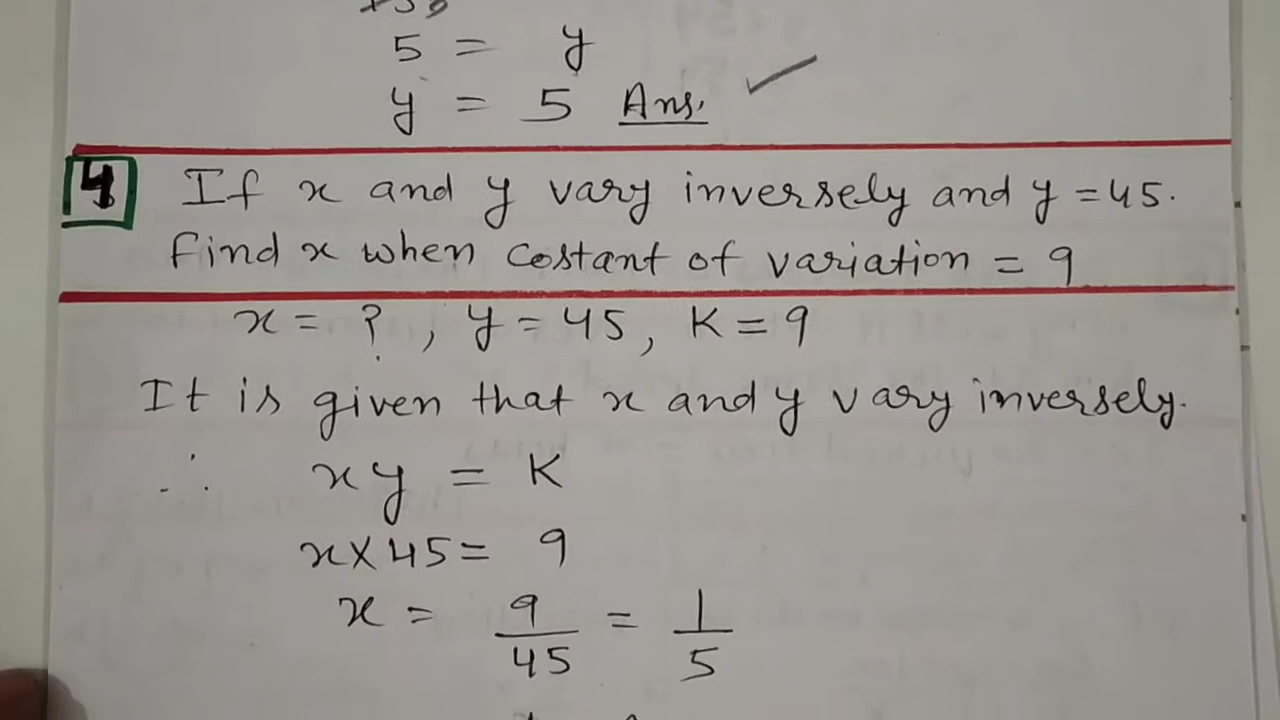 5 = y
y = 5 Ans. ✓
4 If x and y vary inversely and y = 45.
Find x when costant of variation = 9
x = ?, y = 45, K = 9
It is given that x and y vary inversely.
∴ xy = K
x × 45 = 9
x = 9/45 = 1/5